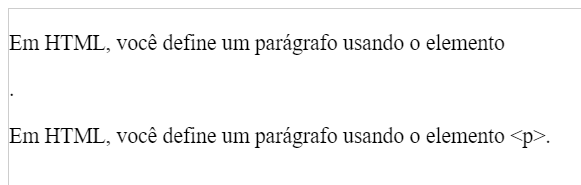 Em HTML, você define um parágrafo usando o elemento
.
Em HTML, você define um parágrafo usando o elemento <p>.